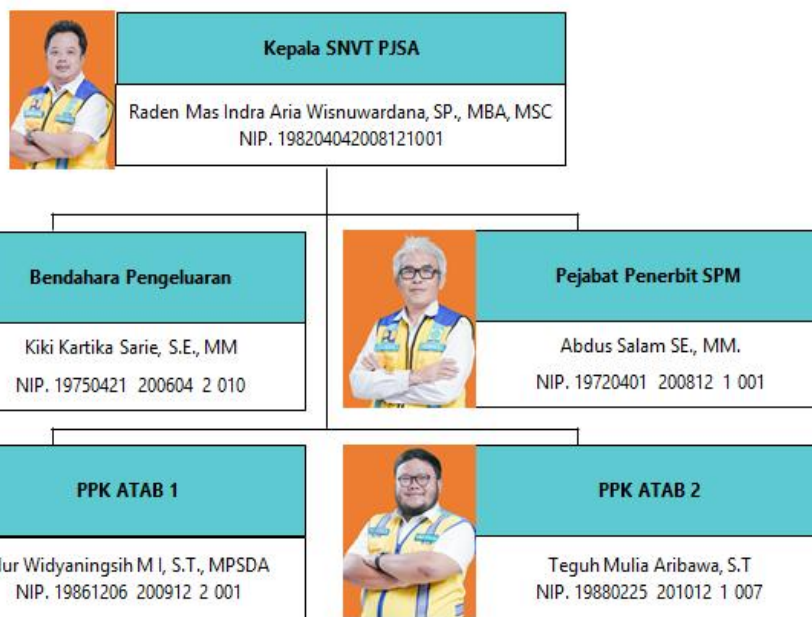 Kepala SNVT PJSA
Raden Mas Indra Aria Wisnuwardana, SP., MBA, MSC
NIP. 198204042008121001
Bendahara Pengeluaran
Kiki Kartika Sarie, S.E., MM
NIP. 19750421 200604 2 010
Pejabat Penerbit SPM
Abdus Salam SE., MM.
NIP. 19720401 200812 1 001
PPK ATAB 1
Widyaningsih M I, S.T., MPSDA
NIP. 19861206 200912 2 001
PPK ATAB 2
Teguh Mulia Aribawa, S.T
NIP. 19880225 201012 1 007